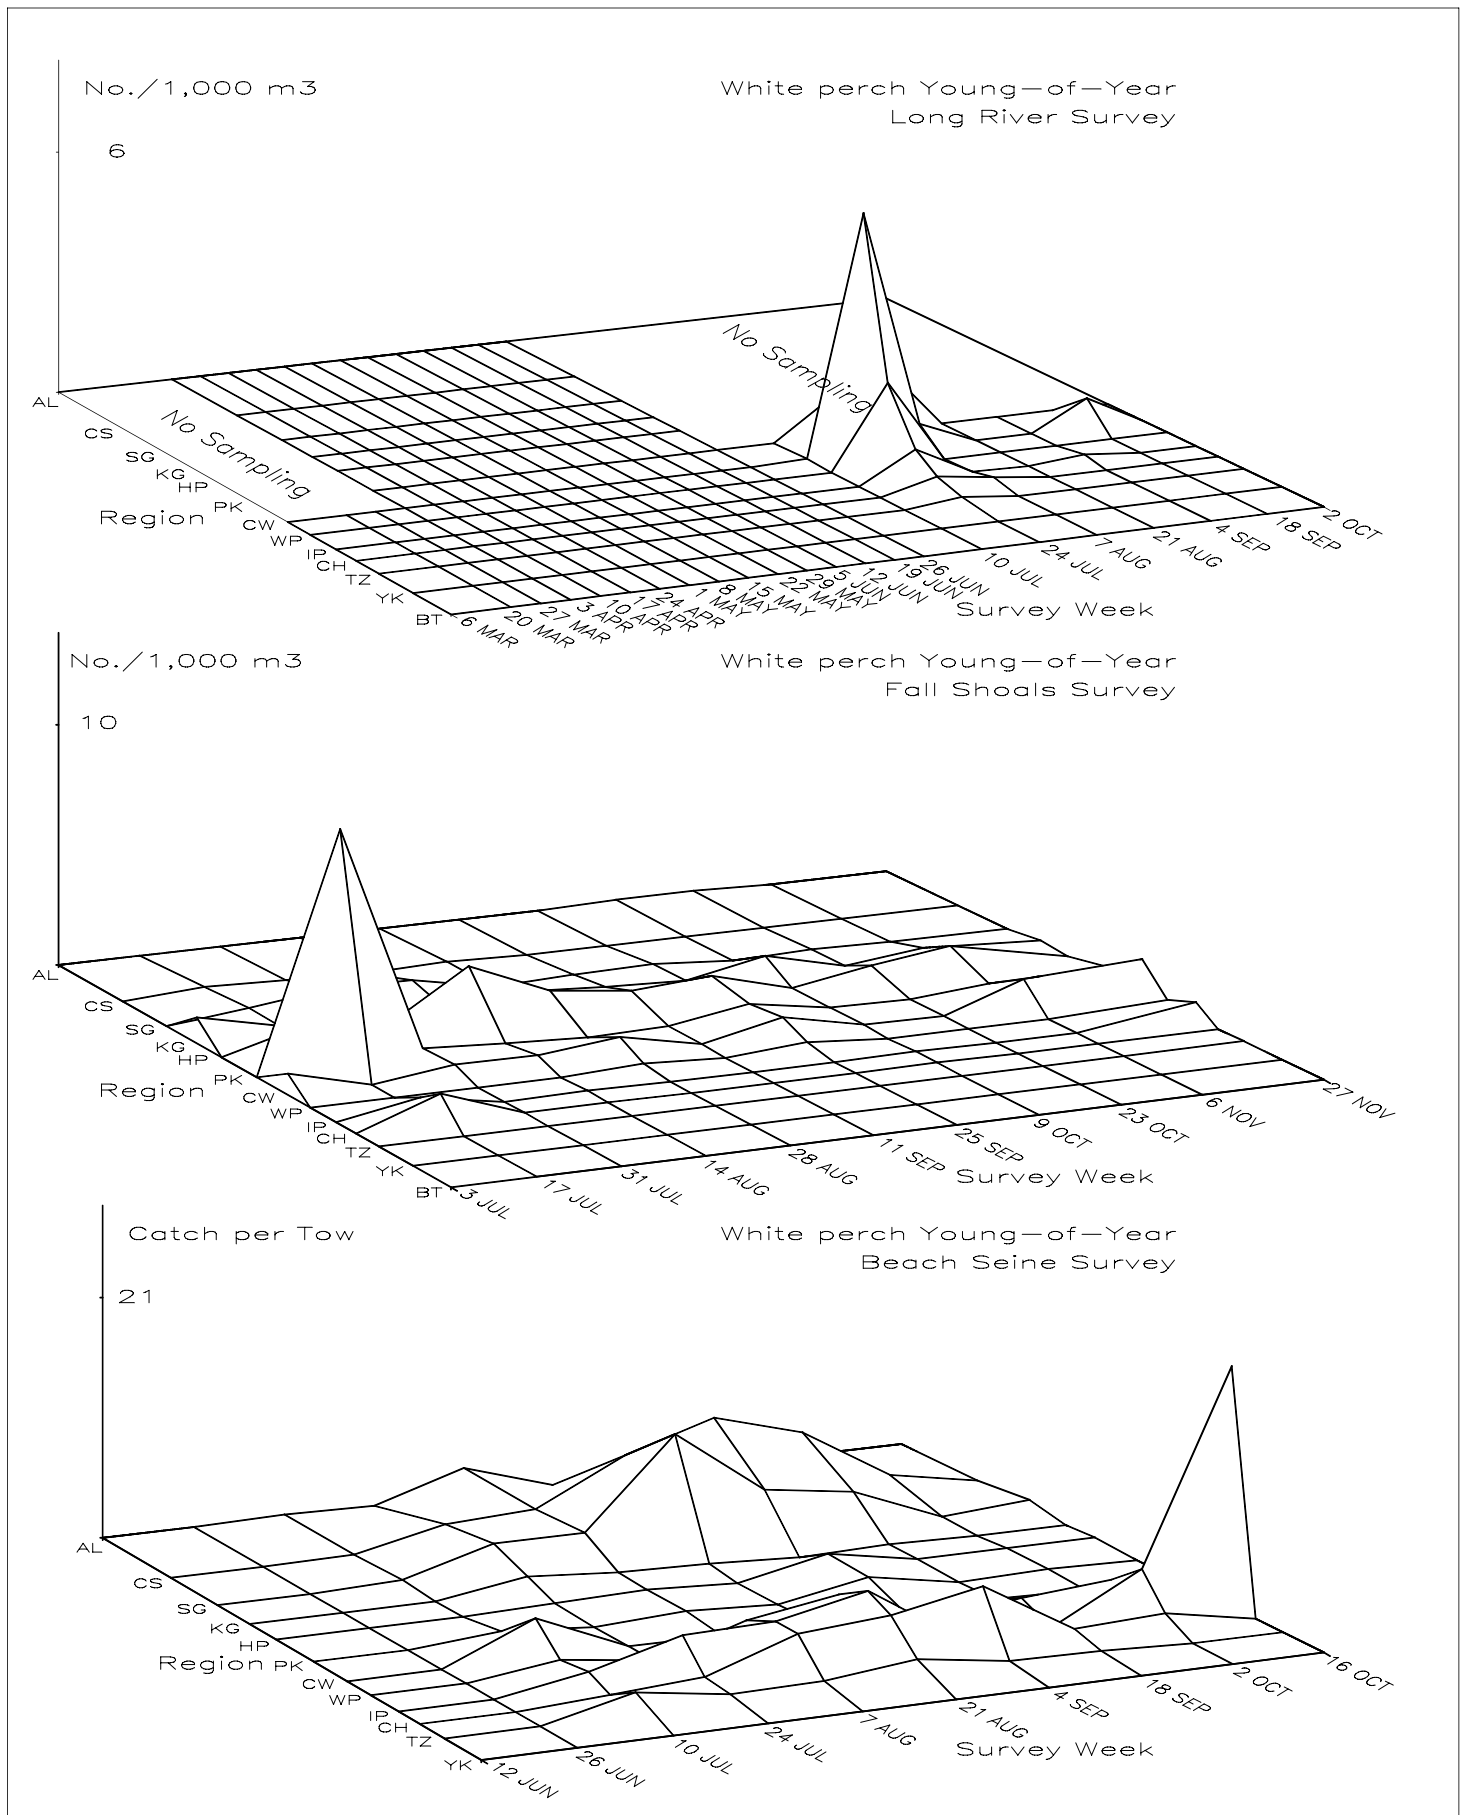 No./1,000 m3
White perch Young-of-Year
Long River Survey
6
No Sampling
No Sampling
AL
CS
SG
KG
HP
PK
CW
WP
IP
CH
TZ
YK
BT
Region
6 MAR
20 MAR
27 MAR
3 APR
10 APR
17 APR
24 APR
1 MAY
8 MAY
15 MAY
22 MAY
29 MAY
5 JUN
12 JUN
19 JUN
26 JUN
10 JUL
24 JUL
7 AUG
21 AUG
4 SEP
18 SEP
2 OCT
Survey Week
No./1,000 m3
White perch Young-of-Year
Fall Shoals Survey
10
AL
CS
SG
KG
HP
PK
CW
WP
IP
CH
TZ
YK
BT
Region
3 JUL
17 JUL
31 JUL
14 AUG
28 AUG
11 SEP
25 SEP
9 OCT
23 OCT
6 NOV
27 NOV
Survey Week
Catch per Tow
White perch Young-of-Year
Beach Seine Survey
21
AL
CS
SG
KG
HP
PK
CW
WP
IP
CH
TZ
YK
Region
12 JUN
26 JUN
10 JUL
24 JUL
7 AUG
21 AUG
4 SEP
18 SEP
2 OCT
16 OCT
Survey Week